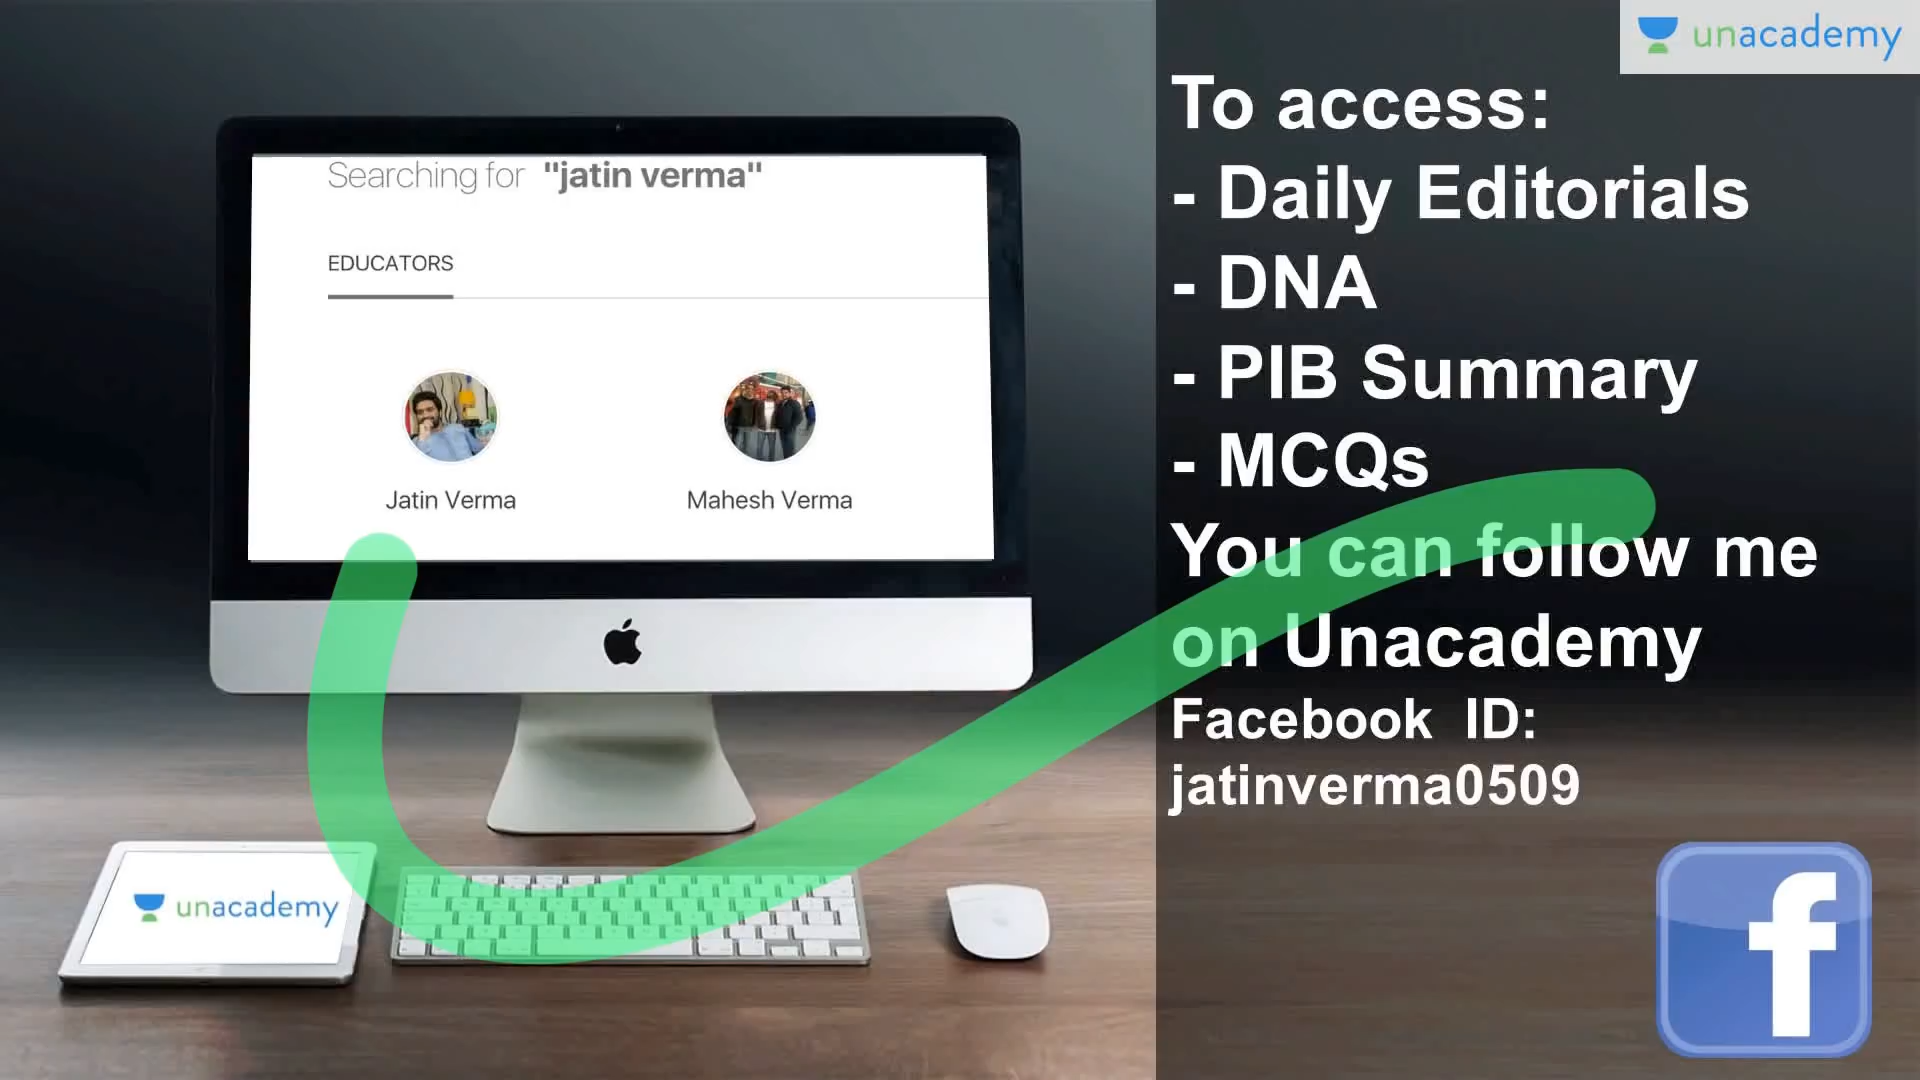 unacademy
Searching for "jatin verma"
EDUCATORS
Jatin Verma
Mahesh Verma
unacademy
To access:
- Daily Editorials
- DNA
- PIB Summary
- MCQs
You can follow me
on Unacademy
Facebook ID:
jatinverma0509
f